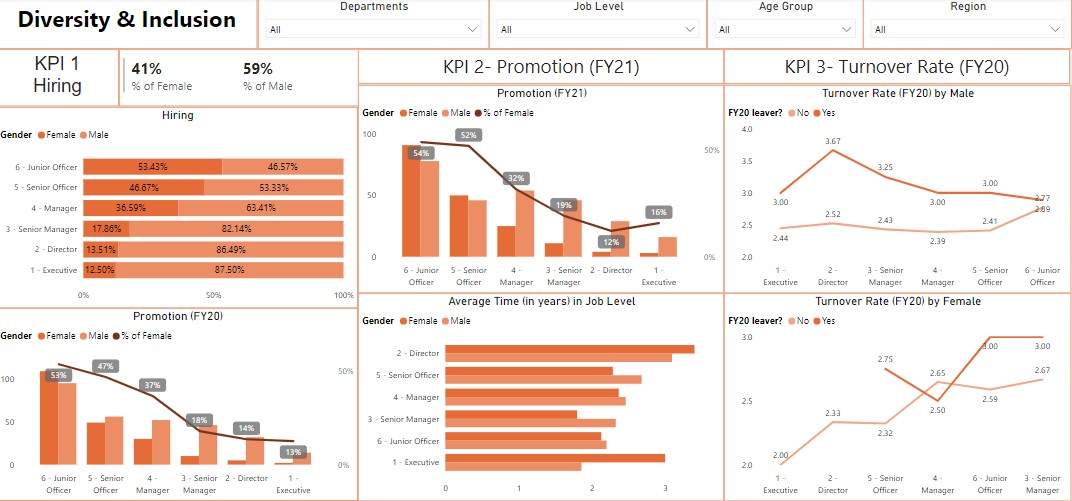 Diversity & Inclusion
Departments
All
Job Level
All
Age Group
All
Region
All
KPI 1
Hiring
41%
% of Female
59%
% of Male
KPI 2- Promotion (FY21)
KPI 3- Turnover Rate (FY20)
Hiring
Gender Female Male
6 - Junior Officer 53.43% 46.57%
5 - Senior Officer 46.67% 53.33%
4 - Manager 36.59% 63.41%
3 - Senior Manager 17.86% 82.14%
2 - Director 13.51% 86.49%
1 - Executive 12.50% 87.50%
0% 50% 100%
Promotion (FY20)
Gender Female Male % of Female
100
50
0
53% 47% 37% 18% 14% 13%
50%
0%
6 - Junior Officer
5 - Senior Officer
4 - Manager
3 - Senior Manager
2 - Director
1 - Executive
Promotion (FY21)
Gender Female Male % of Female
100
50
0
54% 52% 32% 19% 12% 16%
50%
0%
6 - Junior Officer
5 - Senior Officer
4 - Manager
3 - Senior Manager
2 - Director
1 - Executive
Average Time (in years) in Job Level
Gender Female Male
2 - Director
5 - Senior Officer
4 - Manager
3 - Senior Manager
6 - Junior Officer
1 - Executive
0 1 2 3
Turnover Rate (FY20) by Male
FY20 leaver? No Yes
4.0
3.5
3.0
2.5
2.0
3.00 3.67 3.25 3.00 3.00 2.77
2.44 2.52 2.43 2.39 2.41 2.89
1 - Executive
2 - Director
3 - Senior Manager
4 - Manager
5 - Senior Officer
6 - Junior Officer
Turnover Rate (FY20) by Female
FY20 leaver? No Yes
3.0
2.5
2.0
2.75 2.50 3.00 3.00
2.00 2.33 2.32 2.65 2.59 2.67
1 - Executive
2 - Director
5 - Senior Officer
4 - Manager
6 - Junior Officer
3 - Senior Manager